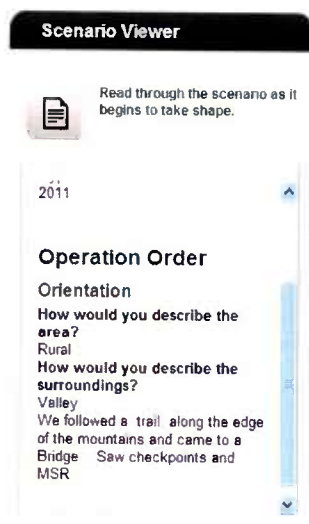 Scenario Viewer
Read through the scenario as it
begins to take shape.
2011
Operation Order
Orientation
How would you describe the
area?
Rural
How would you describe the
surroundings?
Valley
We followed a trail along the edge
of the mountains and came to a
Bridge Saw checkpoints and
MSR